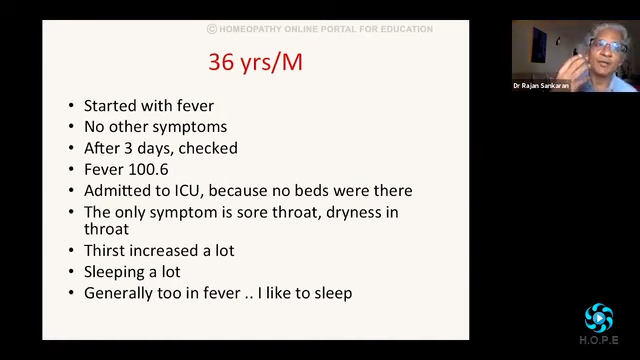 © HOMEOPATHY ONLINE PORTAL FOR EDUCATION
36 yrs/M
• Started with fever
• No other symptoms
• After 3 days, checked
• Fever 100.6
• Admitted to ICU, because no beds were there
• The only symptom is sore throat, dryness in
throat
• Thirst increased a lot
• Sleeping a lot
• Generally too in fever .. I like to sleep
Dr Rajan Sankaran
H.O.P.E